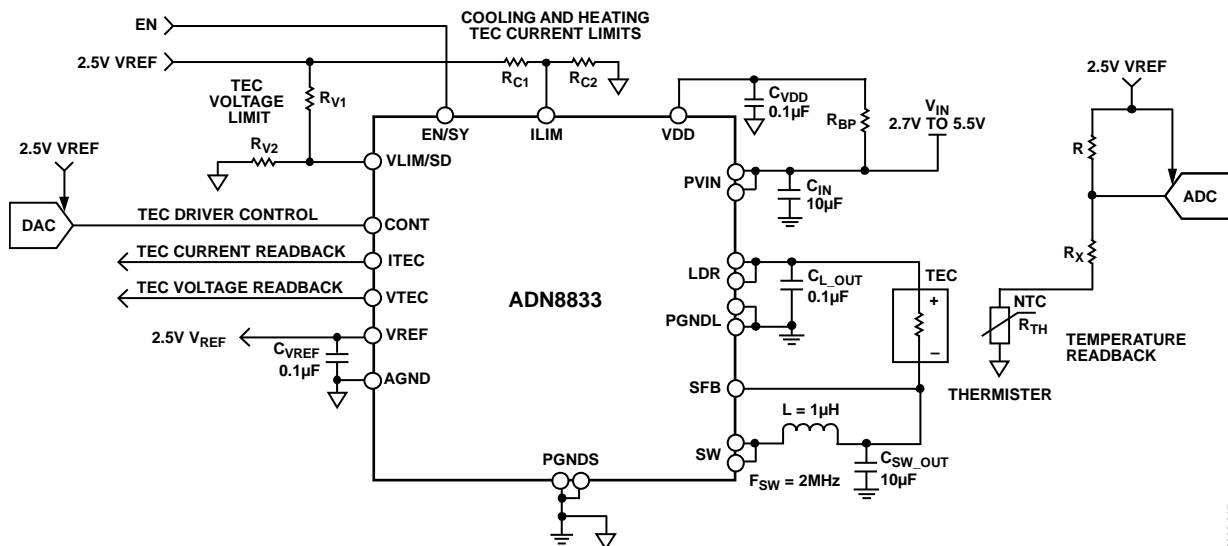 COOLING AND HEATING
TEC CURRENT LIMITS
EN
2.5V VREF
RC1
RC2
2.5V VREF
TEC
VOLTAGE
LIMIT
RV1
RV2
CVDD
0.1µF
RBP
VIN
2.7V TO 5.5V
EN/SY
ILIM
VDD
R
2.5V VREF
VLIM/SD
PVIN
CIN
10µF
ADC
DAC
TEC DRIVER CONTROL
CONT
TEC CURRENT READBACK
ITEC
LDR
CL_OUT
0.1µF
TEC
RX
TEC VOLTAGE READBACK
VTEC
ADN8833
PGNDL
+
–
NTC
RTH
2.5V VREF
VREF
CVREF
0.1µF
TEMPERATURE
READBACK
AGND
SFB
THERMISTER
L = 1µH
SW
PGNDS
FSW = 2MHz
CSW_OUT
10µF